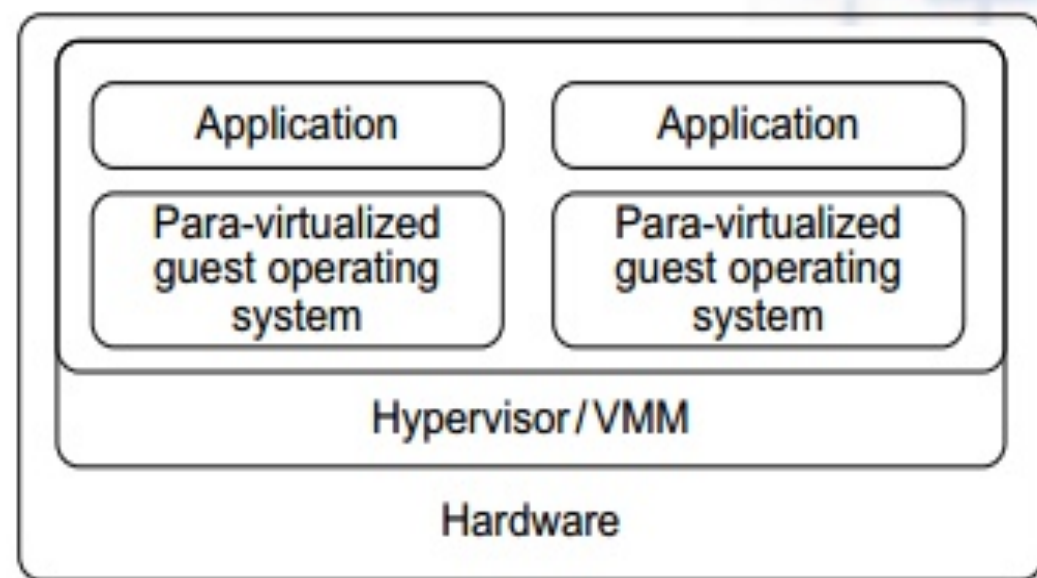 Application
Application
Para-virtualized
guest operating
system
Para-virtualized
guest operating
system
Hypervisor/VMM
Hardware